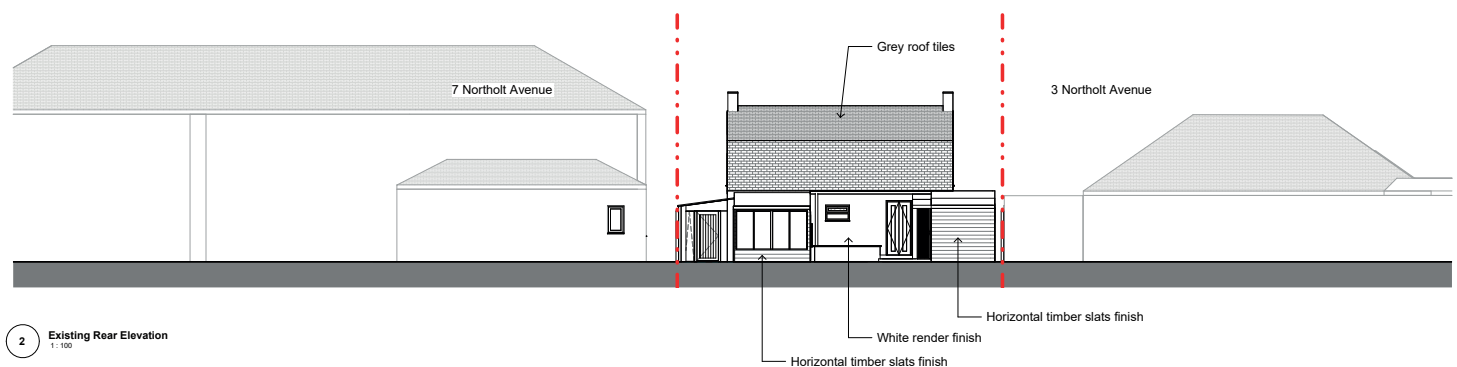 Grey roof tiles
7 Northolt Avenue
3 Northolt Avenue
Horizontal timber slats finish
White render finish
Horizontal timber slats finish
2
Existing Rear Elevation
1 : 100